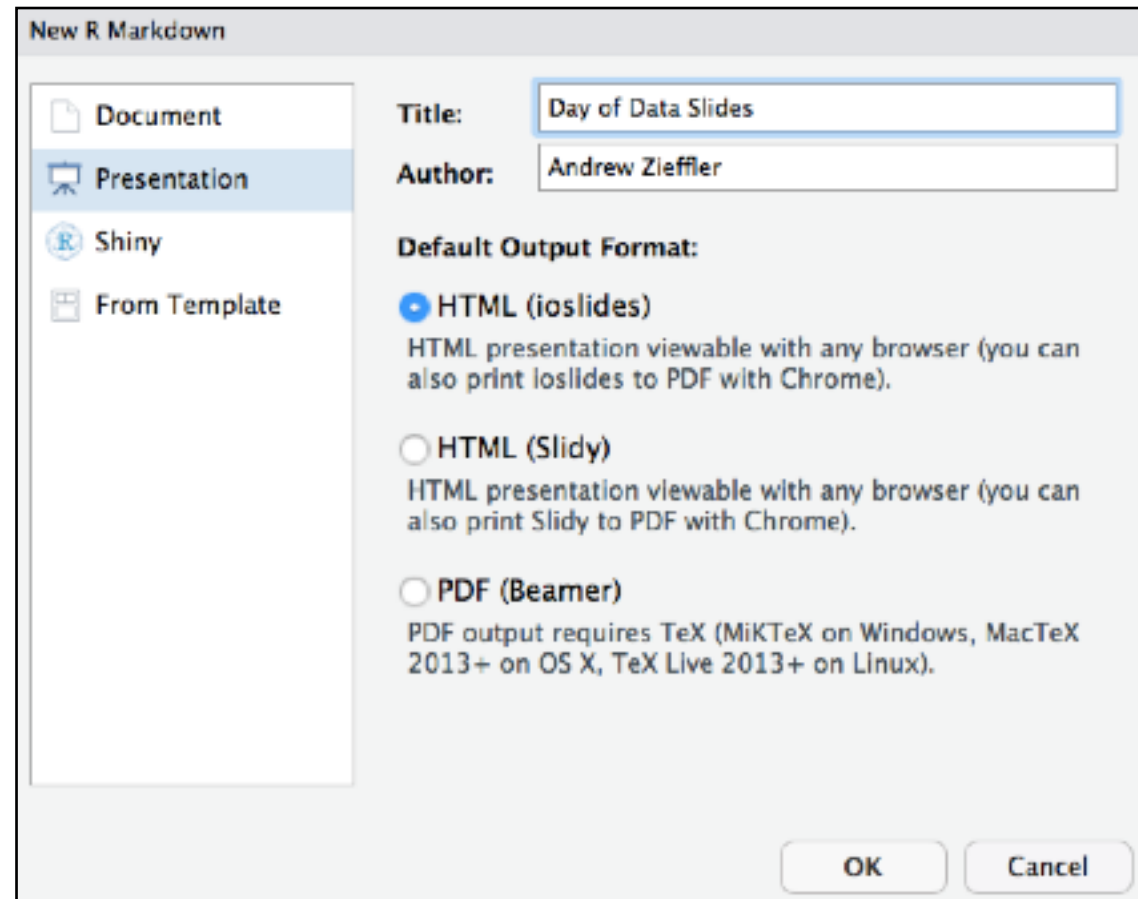 New R Markdown
Document
Presentation
Shiny
From Template
Title:
Day of Data Slides
Author:
Andrew Zieffler
Default Output Format:
HTML (ioslides)
HTML presentation viewable with any browser (you can
also print ioslides to PDF with Chrome).
HTML (Slidy)
HTML presentation viewable with any browser (you can
also print Slidy to PDF with Chrome).
PDF (Beamer)
PDF output requires TeX (MiKTeX on Windows, MacTeX
2013+ on OS X, TeX Live 2013+ on Linux).
OK
Cancel